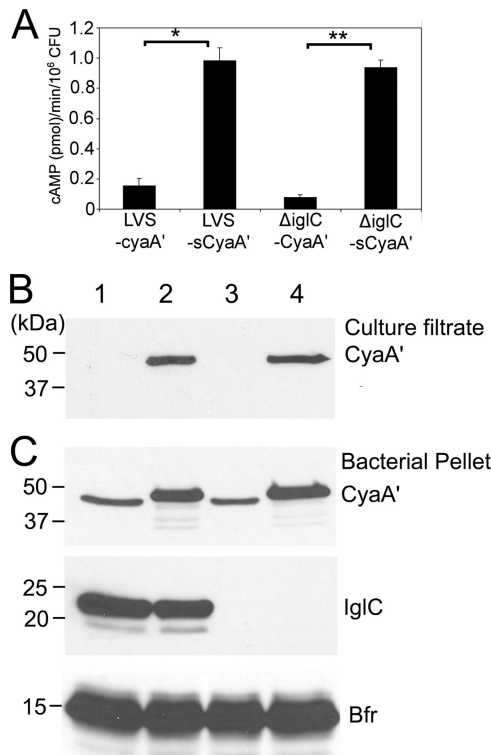 A
cAMP (pmol)/min/10⁶ CFU
1.2
1.0
0.8
0.6
0.4
0.2
0
*
**
LVS -cyaA'
LVS -sCyaA'
ΔiglC -CyaA'
ΔiglC -sCyaA'
B
1 2 3 4
(kDa)
Culture filtrate
50
CyaA'
37
C
Bacterial Pellet
50
CyaA'
37
25
IglC
20
15
Bfr